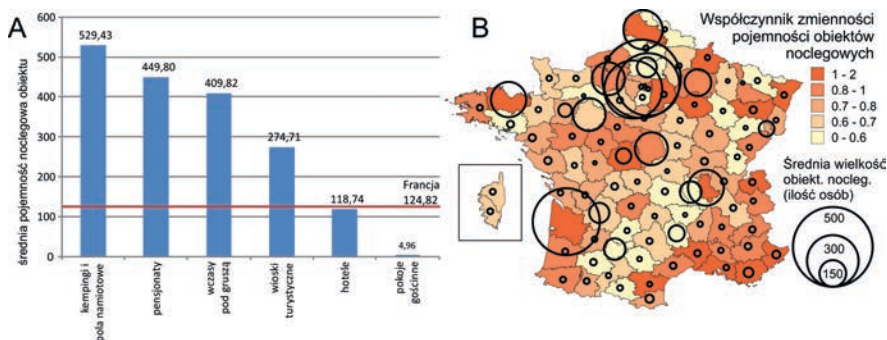 A
średnia pojemność noclegowa obiektu
600
500
400
300
200
100
0
529,43
449,80
409,82
274,71
118,74
4,96
Francja
124,82
kempingi i
pola namiotowe
pensjonaty
wczasy
pod gruszą
wioski
turystyczne
hotele
pokoje
gościnne
B
Współczynnik zmienności
pojemności obiektów
noclegowych
1 - 2
0.8 - 1
0.7 - 0.8
0.6 - 0.7
0 - 0.6
Średnia wielkość
obiekt. nocleg.
(ilość osób)
500
300
150